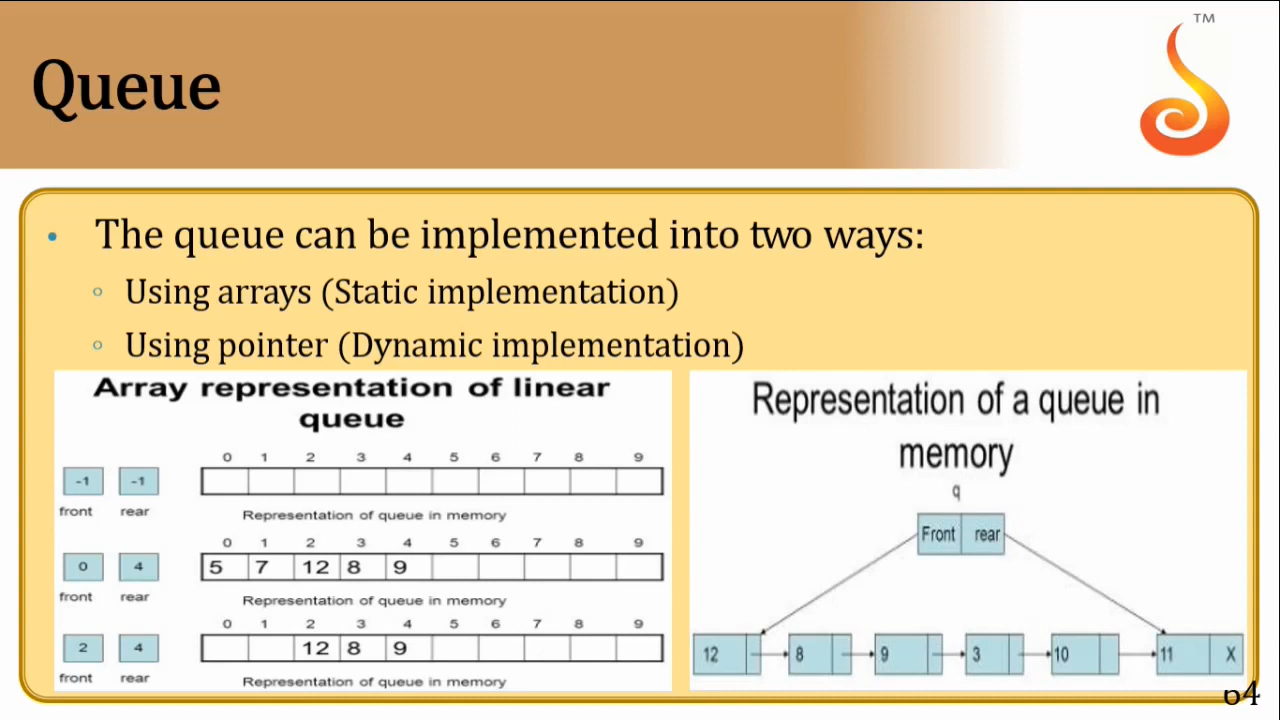 TM
Queue
• The queue can be implemented into two ways:
◦ Using arrays (Static implementation)
◦ Using pointer (Dynamic implementation)
Array representation of linear
queue
0 1 2 3 4 5 6 7 8 9
-1 -1
front rear
Representation of queue in memory
0 1 2 3 4 5 6 7 8 9
0 4 5 7 12 8 9
front rear
Representation of queue in memory
0 1 2 3 4 5 6 7 8 9
2 4 12 8 9
front rear
Representation of queue in memory
Representation of a queue in
memory
q
Front rear
12 8 9 3 10 11 X
64